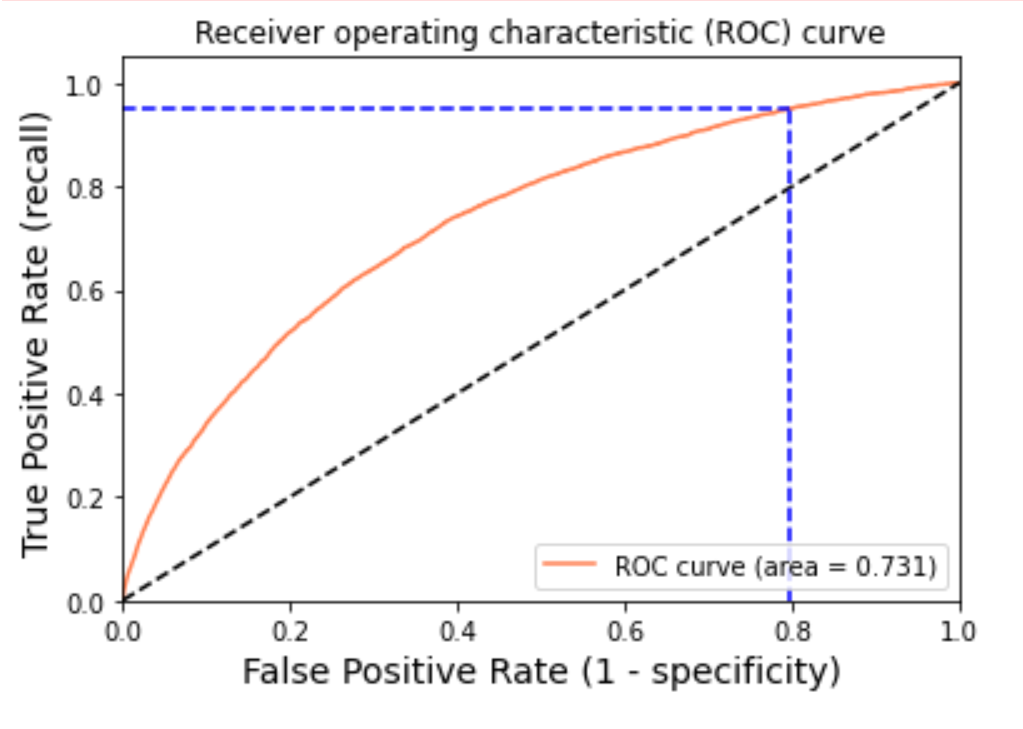 Receiver operating characteristic (ROC) curve
True Positive Rate (recall)
1.0
0.8
0.6
0.4
0.2
0.0
ROC curve (area = 0.731)
0.0 0.2 0.4 0.6 0.8 1.0
False Positive Rate (1 - specificity)